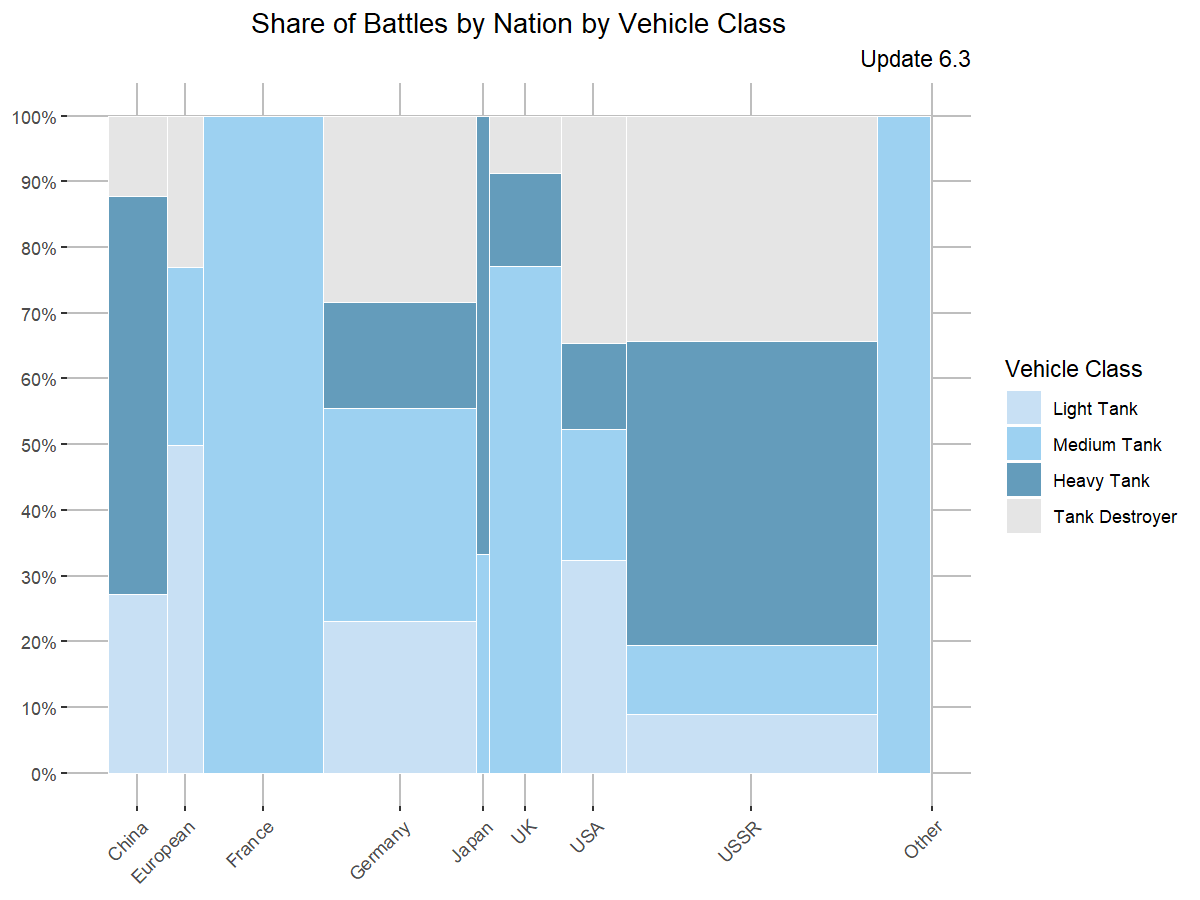 Share of Battles by Nation by Vehicle Class
Update 6.3
100%
90%
80%
70%
60%
50%
40%
30%
20%
10%
0%
China
European
France
Germany
Japan
UK
USA
USSR
Other
Vehicle Class
Light Tank
Medium Tank
Heavy Tank
Tank Destroyer